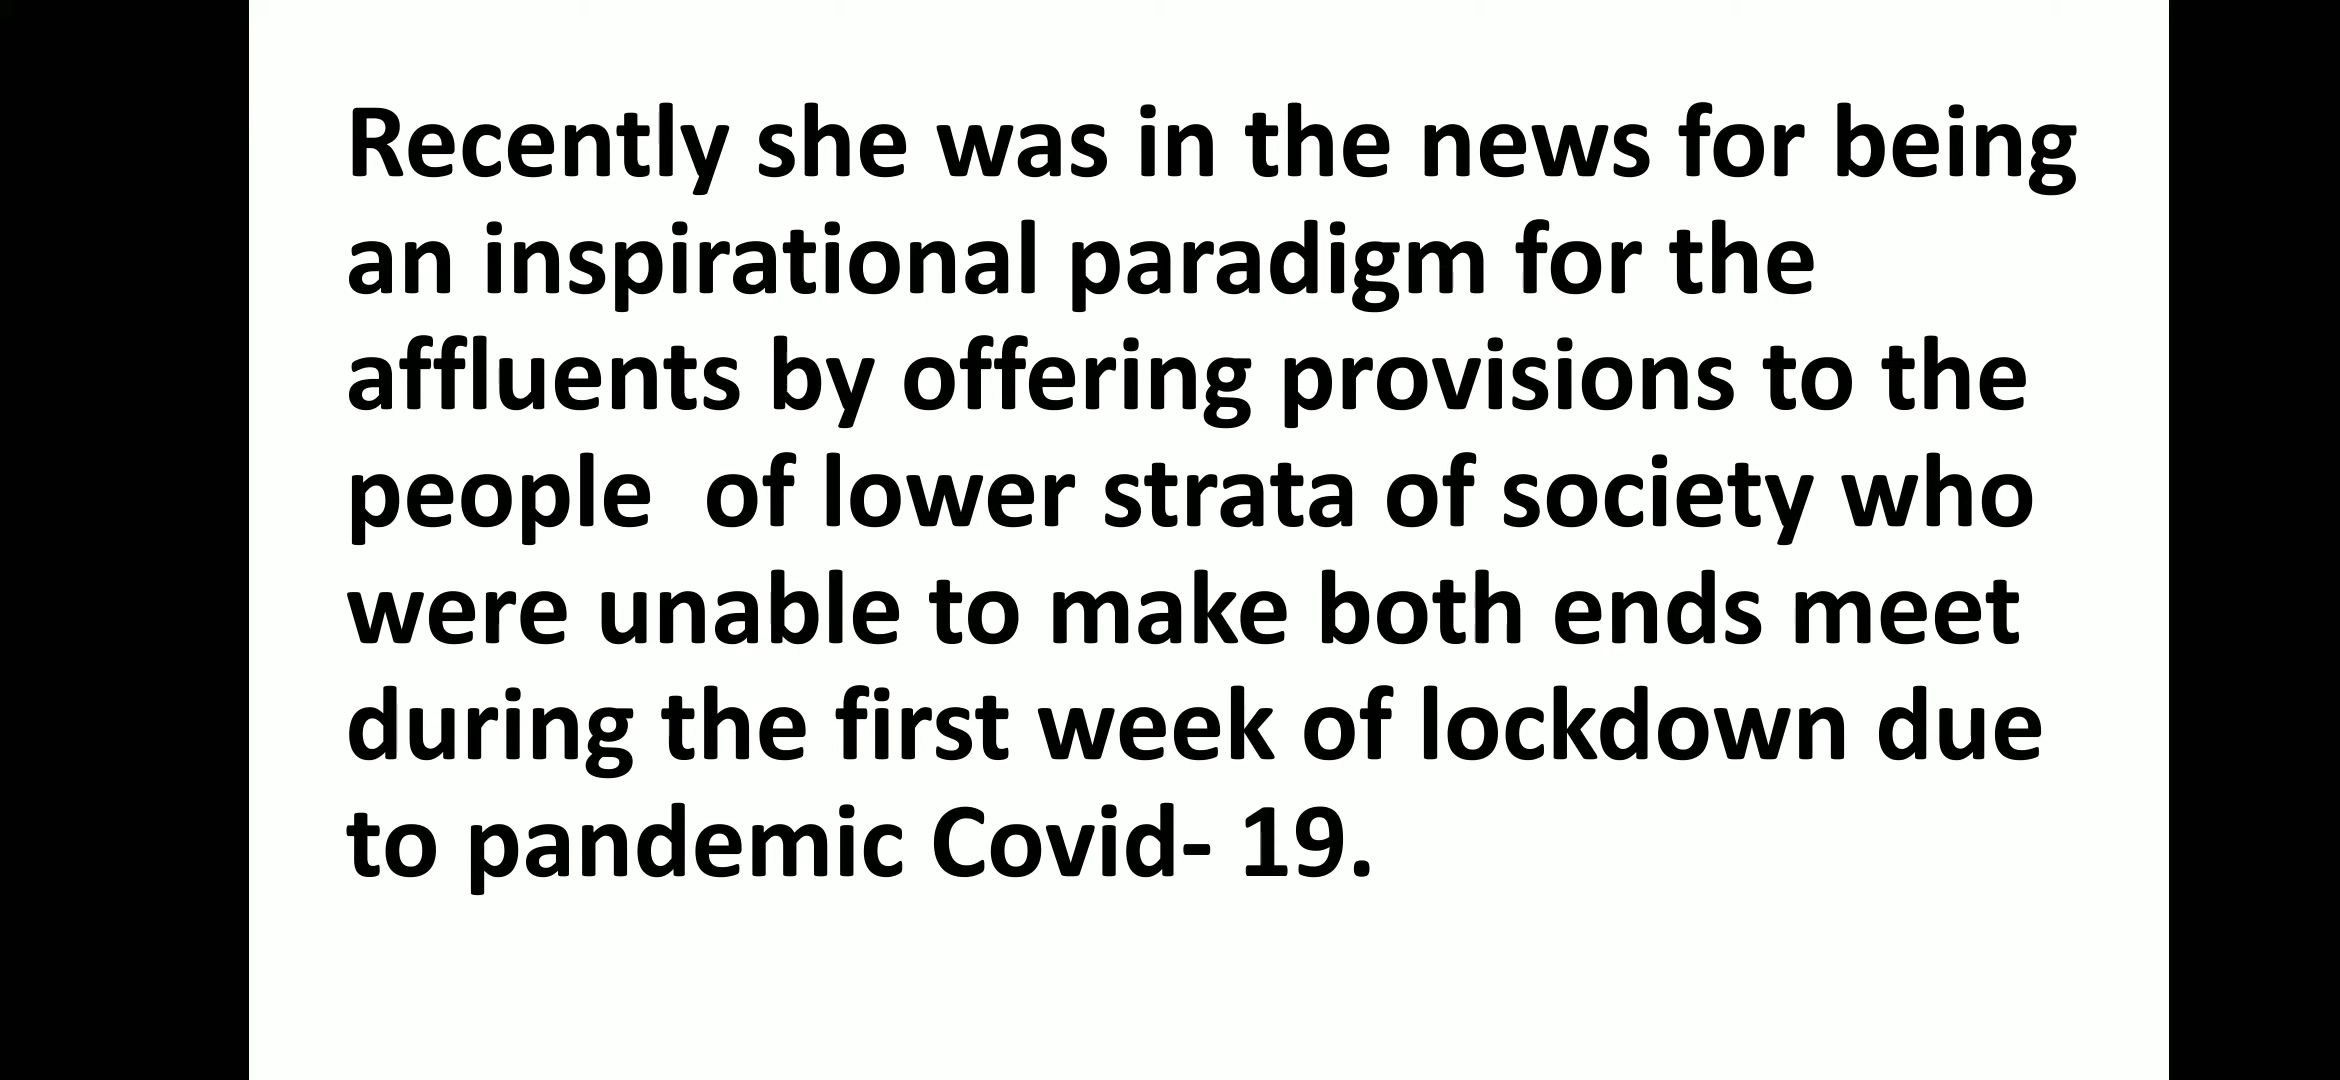 Recently she was in the news for being
an inspirational paradigm for the
affluents by offering provisions to the
people  of lower strata of society who
were unable to make both ends meet
during the first week of lockdown due
to pandemic Covid- 19.